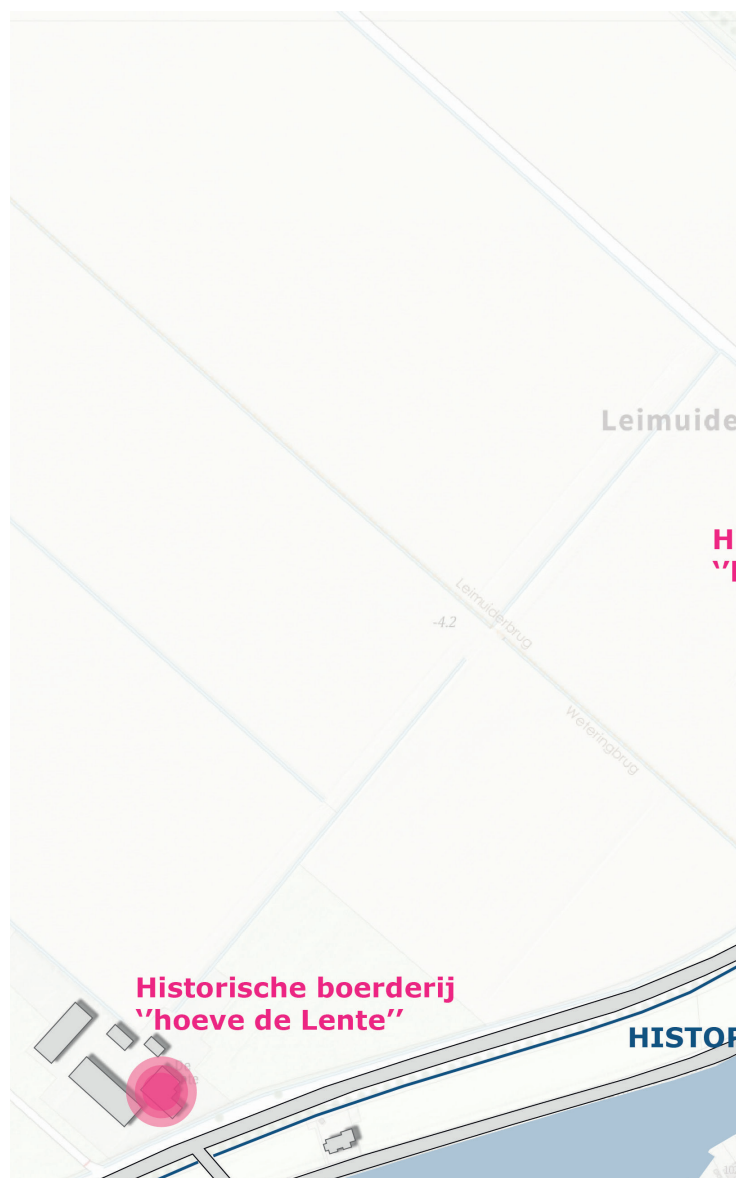 Leimuide
H
‘’
Leimuiderbrug
-4.2
Weteringbrug
Historische boerderij
‘’hoeve de Lente’’
HISTOR